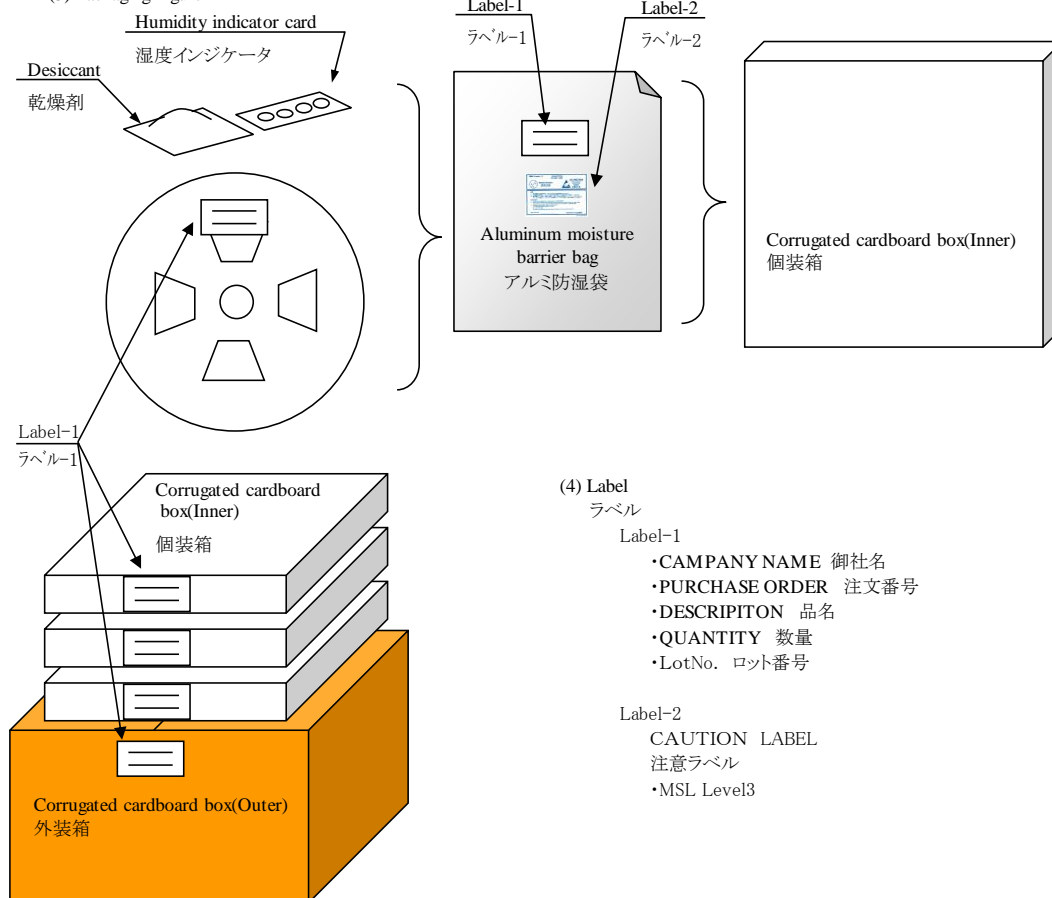 Humidity indicator card
湿度インジケータ
Desiccant
乾燥剤
Label-1
ラベル-1
Label-2
ラベル-2
Aluminum moisture
barrier bag
アルミ防湿袋
Corrugated cardboard box(Inner)
個装箱
Label-1
ラベル-1
Corrugated cardboard
box(Inner)
個装箱
Corrugated cardboard box(Outer)
外装箱
(4) Label
ラベル
Label-1
・CAMPANY NAME 御社名
・PURCHASE ORDER 注文番号
・DESCRIPITON 品名
・QUANTITY 数量
・LotNo. ロット番号
Label-2
CAUTION LABEL
注意ラベル
・MSL Level3